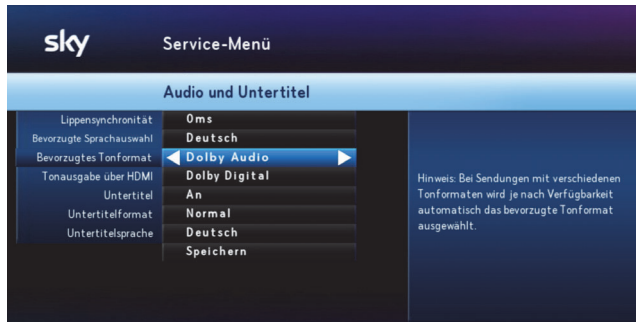 sky
Service-Menü
Audio und Untertitel
Lippensynchronität 0ms
Bevorzugte Sprachauswahl Deutsch
Bevorzugtes Tonformat Dolby Audio
Tonausgabe über HDMI Dolby Digital
Untertitel An
Untertitelformat Normal
Untertitelsprache Deutsch
Speichern
Hinweis: Bei Sendungen mit verschiedenen
Tonformaten wird je nach Verfügbarkeit
automatisch das bevorzugte Tonformat
ausgewählt.